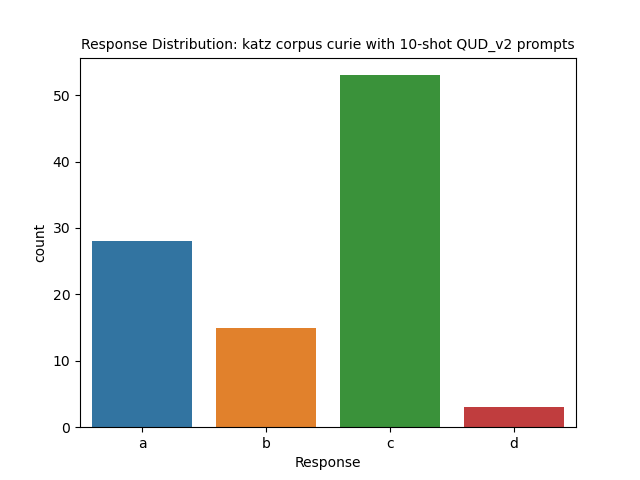 Response Distribution: katz corpus curie with 10-shot QUD_v2 prompts
50
40
30
20
10
0
count
a b c d
Response